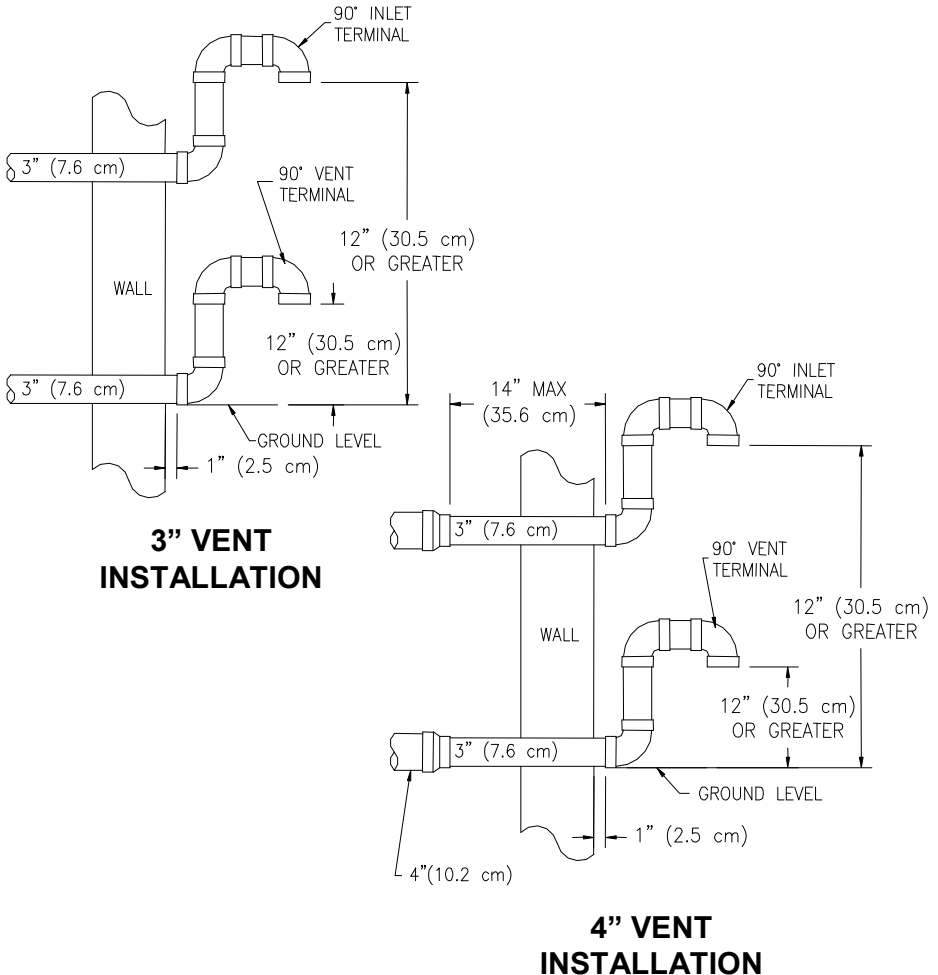 90° INLET
TERMINAL
3” (7.6 cm)
90° VENT
TERMINAL
12” (30.5 cm)
OR GREATER
WALL
12” (30.5 cm)
OR GREATER
3” (7.6 cm)
GROUND LEVEL
1” (2.5 cm)
3” VENT
INSTALLATION
14” MAX
(35.6 cm)
90° INLET
TERMINAL
3” (7.6 cm)
90° VENT
TERMINAL
12” (30.5 cm)
OR GREATER
WALL
12” (30.5 cm)
OR GREATER
3” (7.6 cm)
GROUND LEVEL
1” (2.5 cm)
4”(10.2 cm)
4” VENT
INSTALLATION